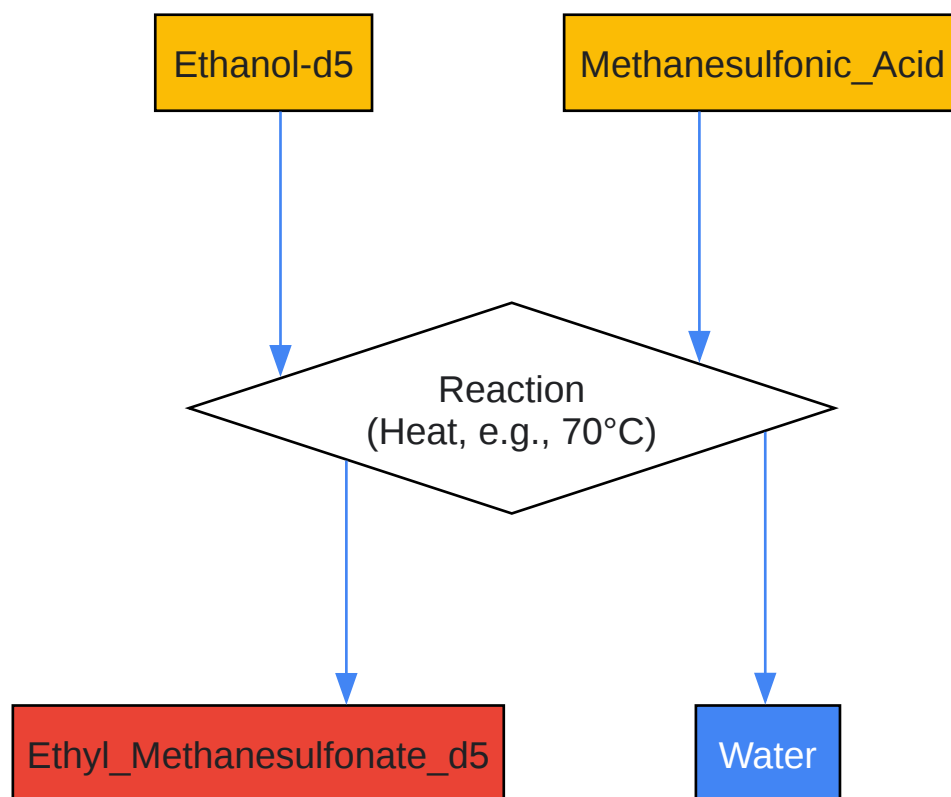 Ethanol-d5
Methanesulfonic_Acid
Reaction
(Heat, e.g., 70°C)
Ethyl_Methanesulfonate_d5
Water